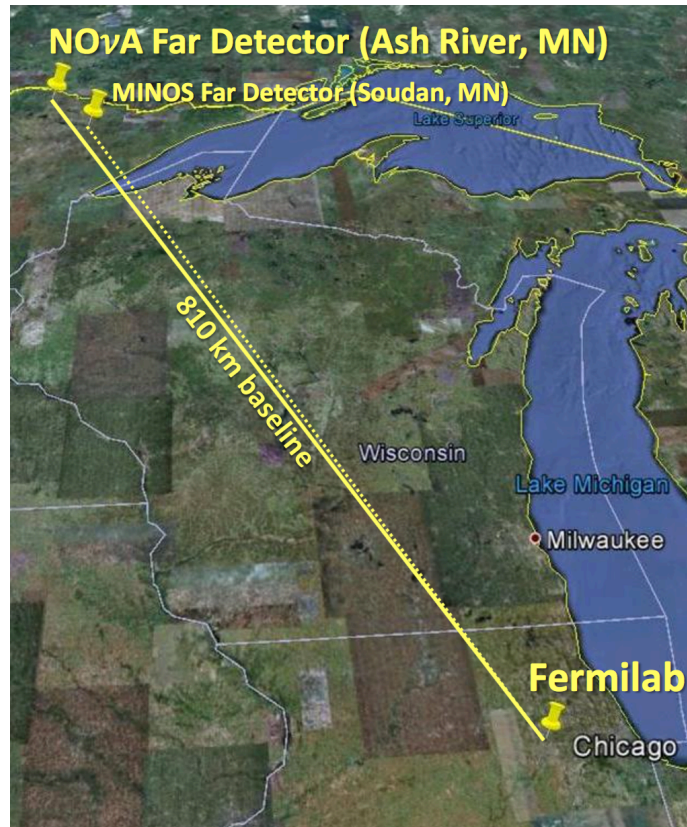 NOνA Far Detector (Ash River, MN)
MINOS Far Detector (Soudan, MN)
Lake Superior
810 km baseline
Wisconsin
Lake Michigan
Milwaukee
Fermilab
Chicago